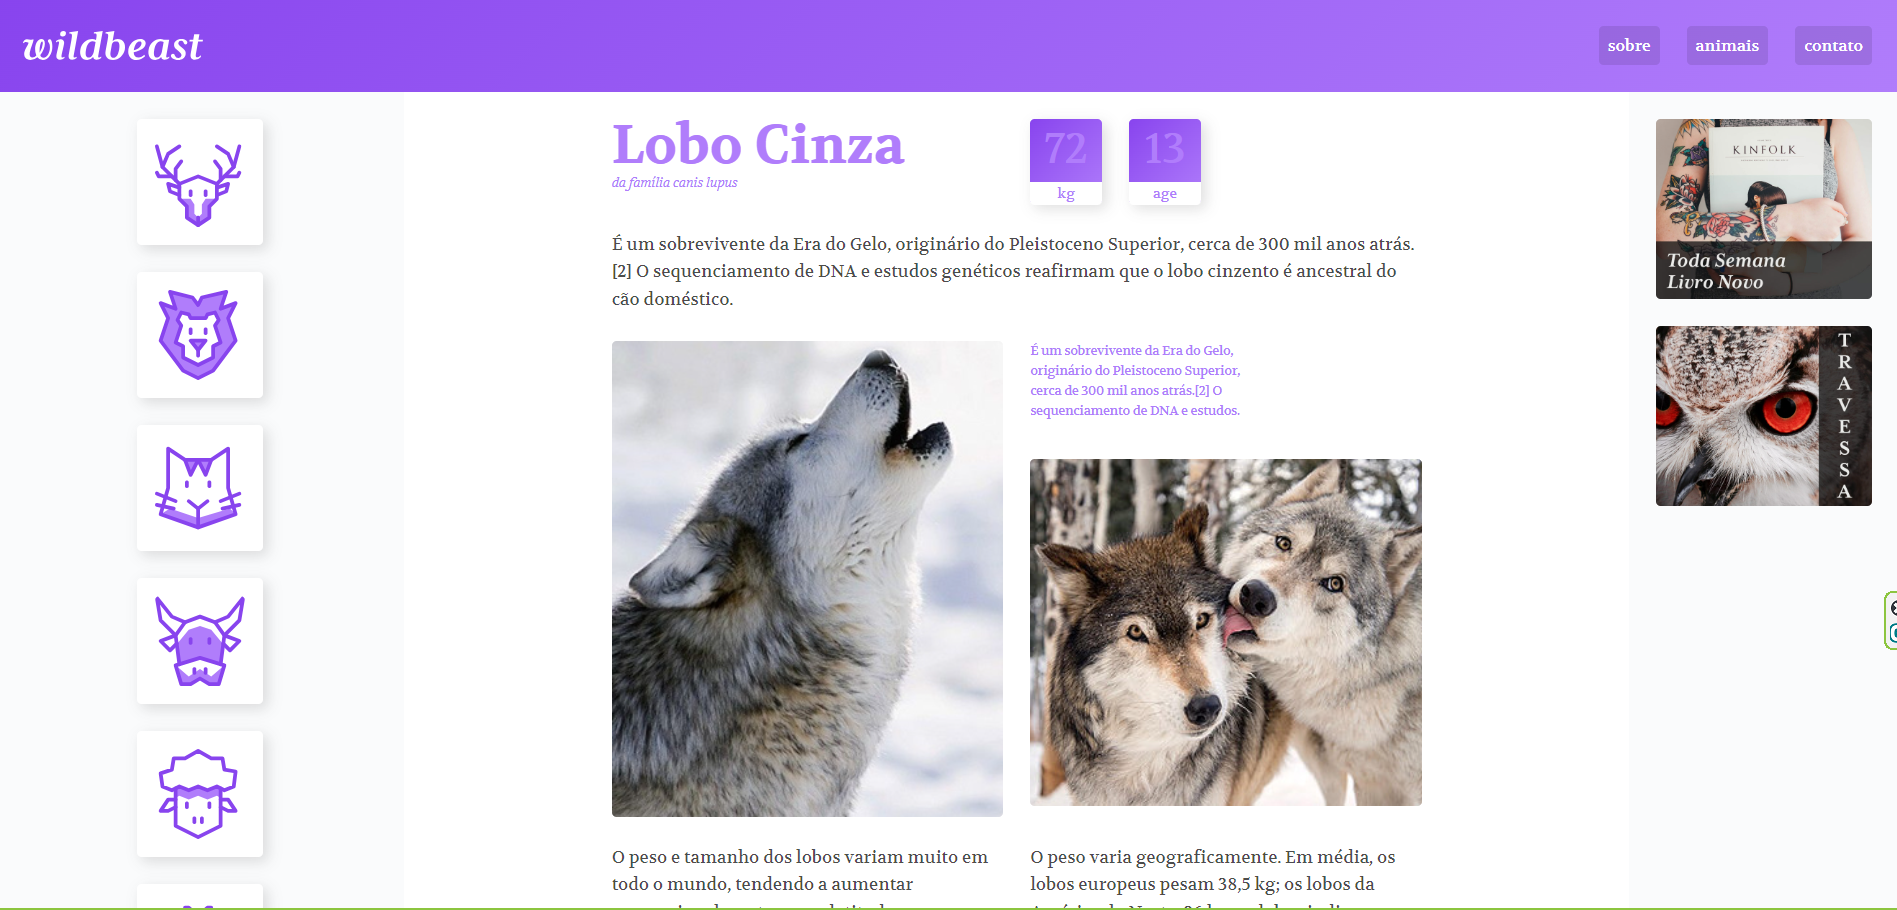 wildbeast
sobre
animais
contato
Lobo Cinza
da família canis lupus
72
kg
13
age
É um sobrevivente da Era do Gelo, originário do Pleistoceno Superior, cerca de 300 mil anos atrás.
[2] O sequenciamento de DNA e estudos genéticos reafirmam que o lobo cinzento é ancestral do
cão doméstico.
É um sobrevivente da Era do Gelo,
originário do Pleistoceno Superior,
cerca de 300 mil anos atrás.[2] O
sequenciamento de DNA e estudos.
O peso e tamanho dos lobos variam muito em
todo o mundo, tendendo a aumentar
O peso varia geograficamente. Em média, os
lobos europeus pesam 38,5 kg; os lobos da
KINFOLK
Toda Semana
Livro Novo
TRAVESSA